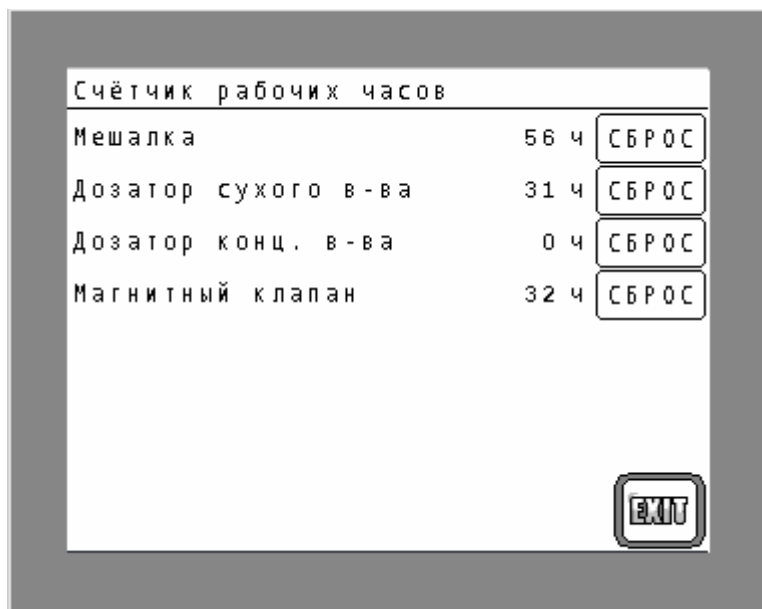 Счётчик рабочих часов
Мешалка 56 ч СБРОС
Дозатор сухого в-ва 31 ч СБРОС
Дозатор конц. в-ва 0 ч СБРОС
Магнитный клапан 32 ч СБРОС
EXIT